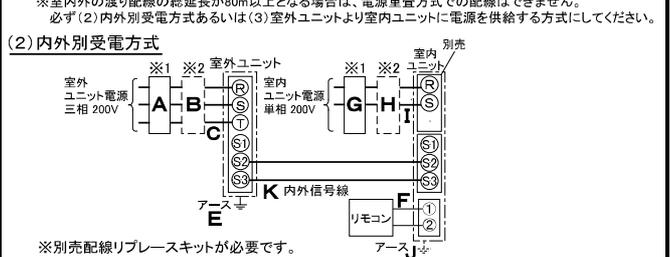 ※室内外の渡り配線の総延長が80m以上となる場合は、電源重畳方式での配線はできません。
必ず(2)内外別受電方式あるいは(3)室外ユニットより室内ユニットに電源を供給する方式にしてください。
(2)内外別受電方式
別売
※1 ※2 室外ユニット ※1 ※2 室内
ユニット
室外
ユニット電源
三相 200V
A B C
R
S
T
S1
S2
S3
室内
ユニット電源
単相 200V
G H I
R
S
S1
S2
S3
K 内外信号線
アース
E
リモコン
F
①
②
アース J
※別売配線リプレースキットが必要です。